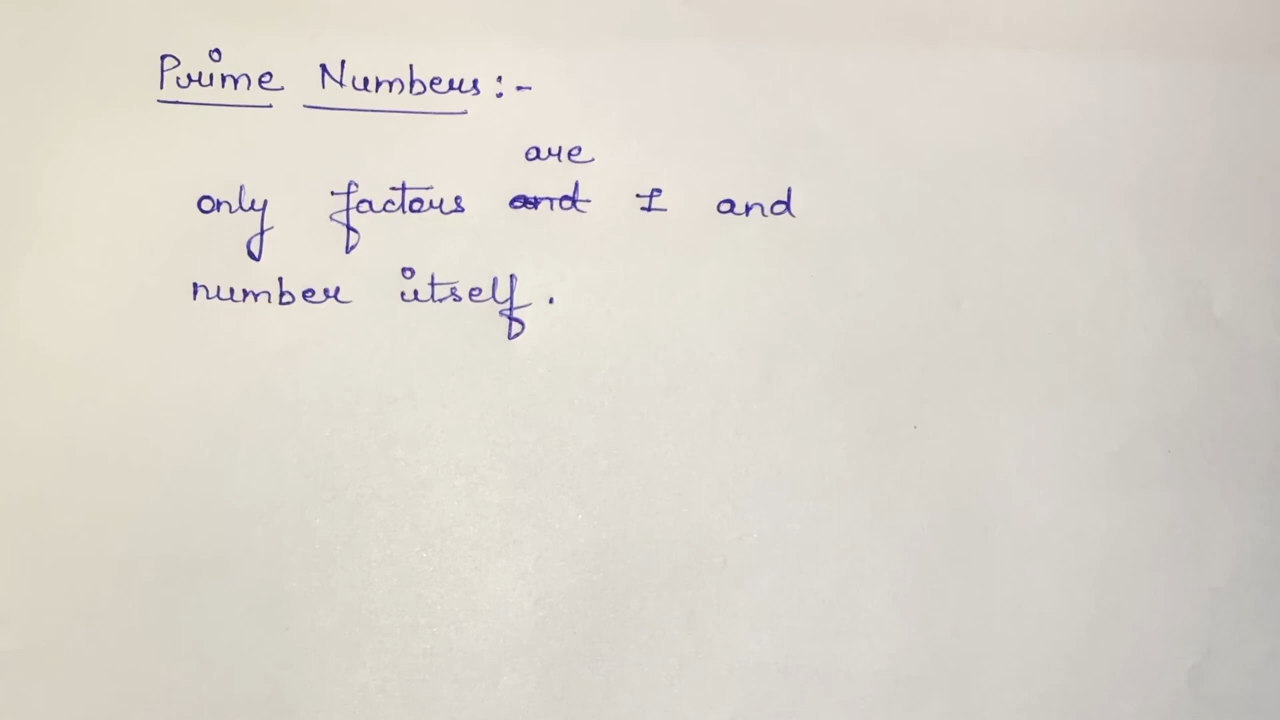 Prime Numbers:-
are
only factors and 1 and
number itself.